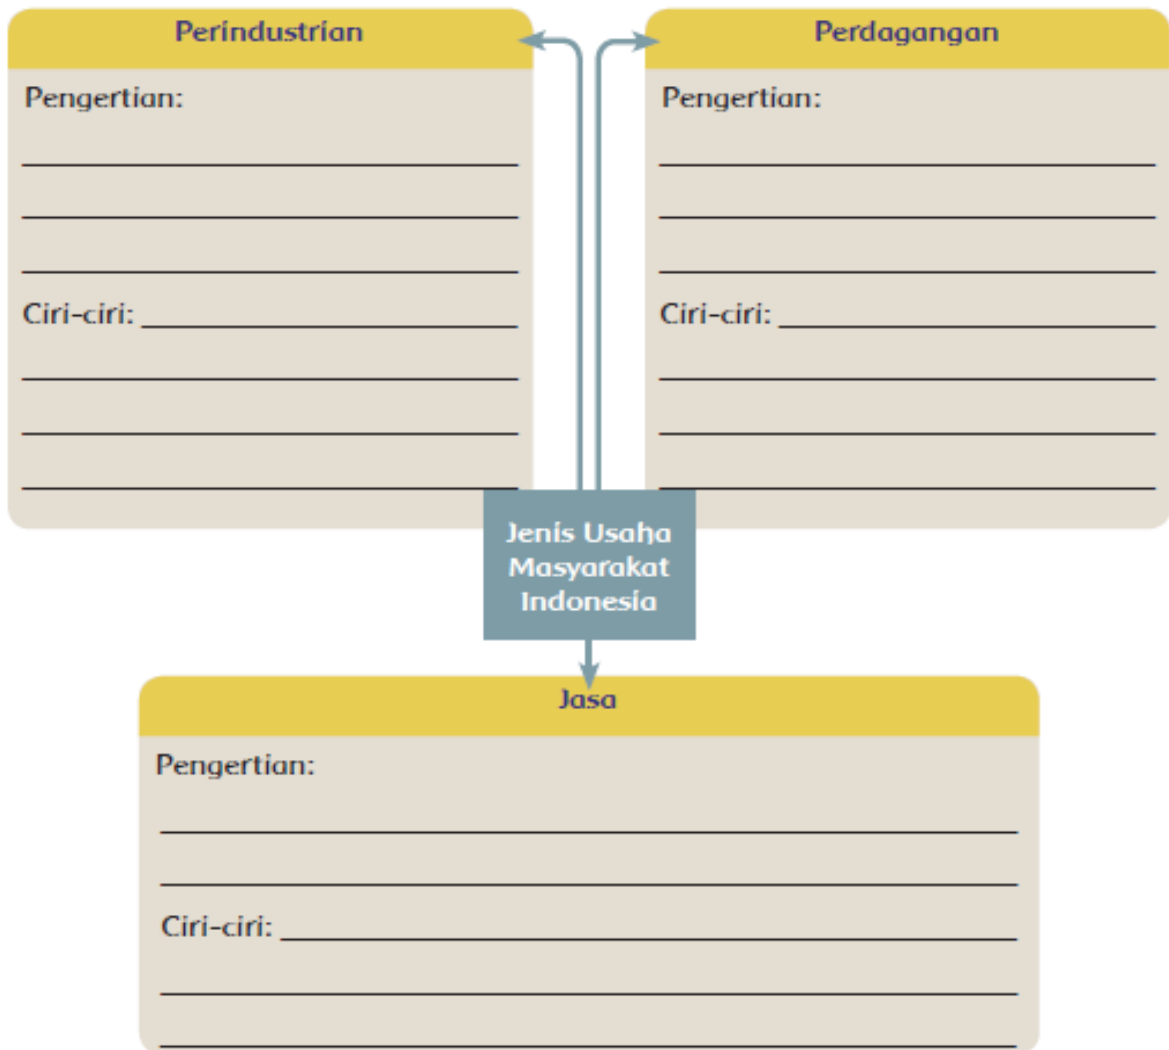 Perindustrian
Pengertian:
Ciri-ciri:
Perdagangan
Pengertian:
Ciri-ciri:
Jenis Usaha
Masyarakat
Indonesia
Jasa
Pengertian:
Ciri-ciri: